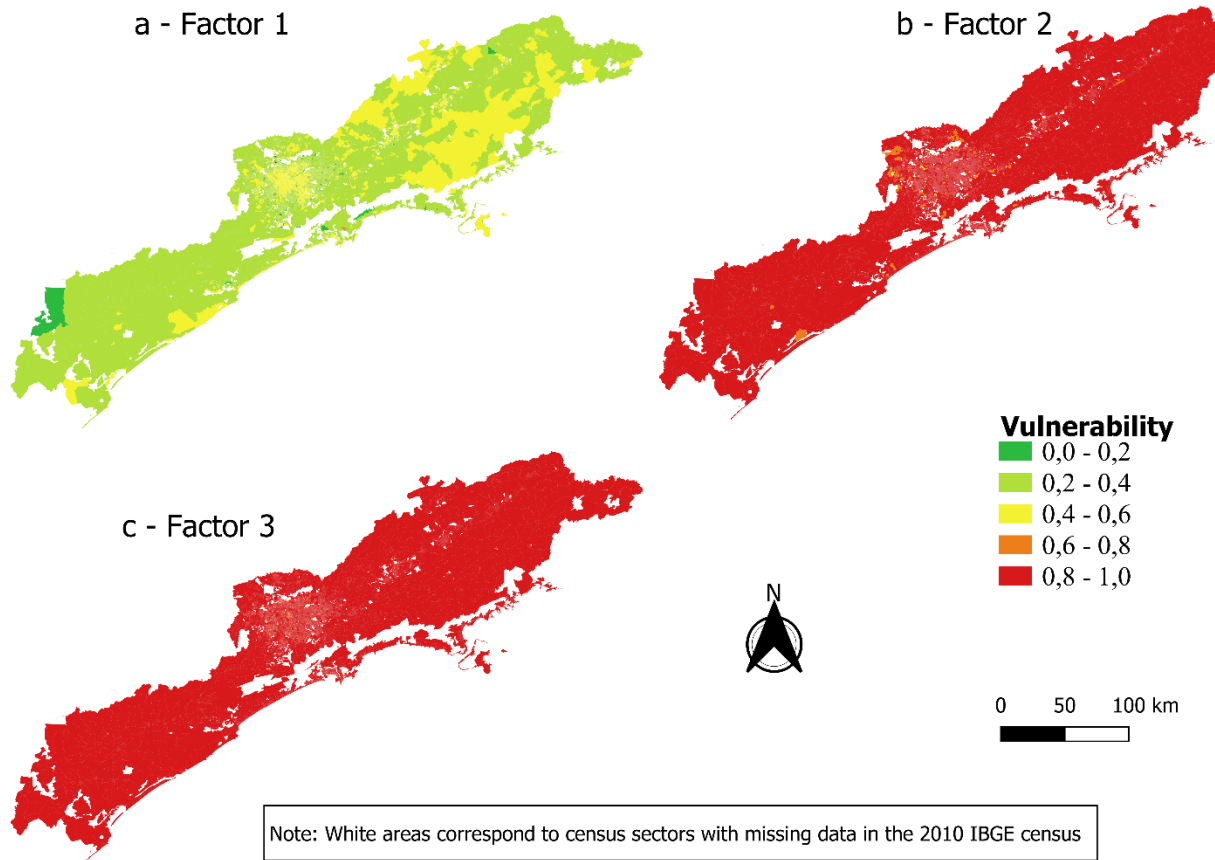 a - Factor 1
b - Factor 2
Vulnerability
0,0 - 0,2
0,2 - 0,4
0,4 - 0,6
0,6 - 0,8
0,8 - 1,0
c - Factor 3
N
0 50 100 km
Note: White areas correspond to census sectors with missing data in the 2010 IBGE census